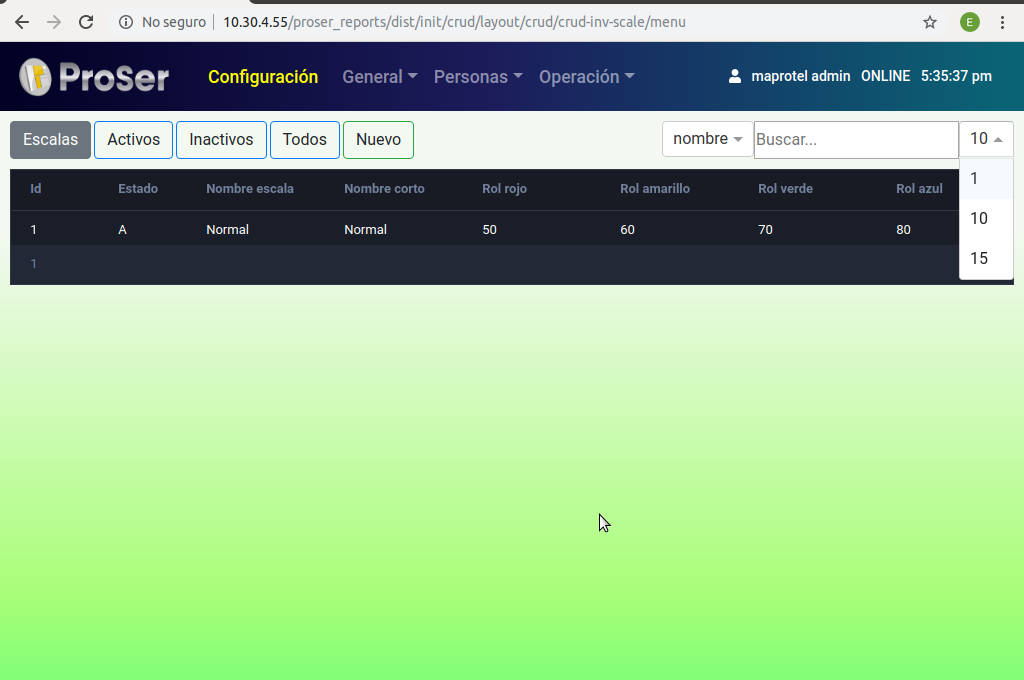 No seguro | 10.30.4.55/proser_reports/dist/init/crud/layout/crud/crud-inv-scale/menu E
ProSer Configuración General Personas Operación maprotel admin ONLINE 5:35:37 pm
Escalas Activos Inactivos Todos Nuevo nombre Buscar... 10
1
10
15
Id Estado Nombre escala Nombre corto Rol rojo Rol amarillo Rol verde Rol azul
1 A Normal Normal 50 60 70 80
1